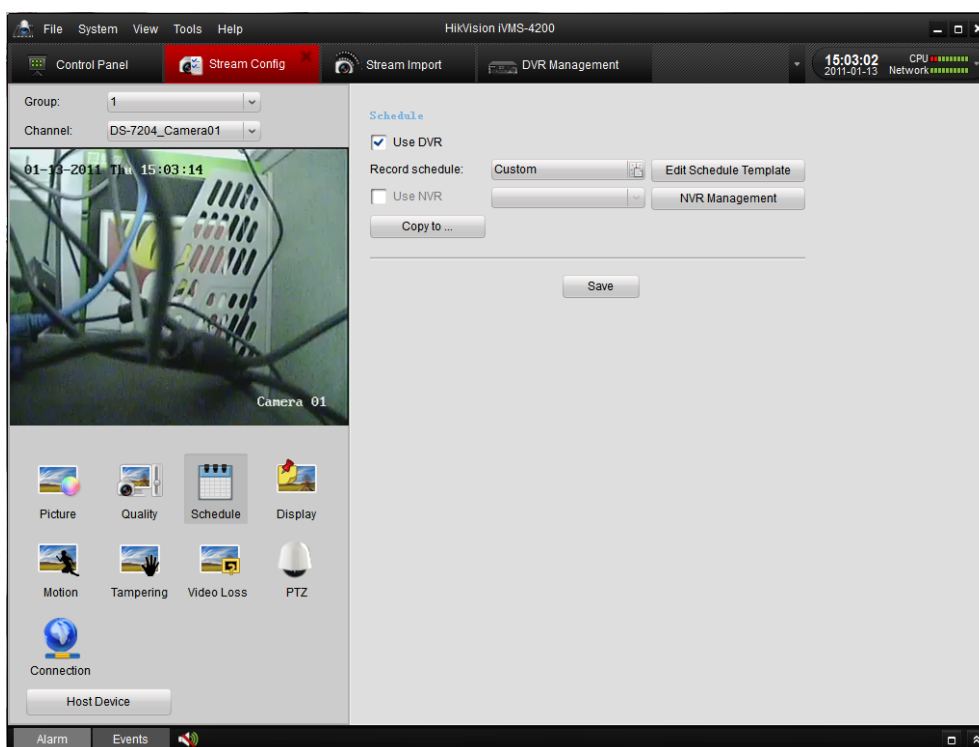 File System View Tools Help HikVision iVMS-4200
Control Panel Stream Config Stream Import DVR Management 15:03:02 CPU
2011-01-13 Network
Group: 1
Channel: DS-7204_Camera01
01-13-2011 Thu 15:03:14
Camera 01
Schedule
Use DVR
Record schedule: Custom Edit Schedule Template
Use NVR NVR Management
Copy to ...
Save
Picture Quality Schedule Display
Motion Tampering Video Loss PTZ
Connection
Host Device
Alarm Events